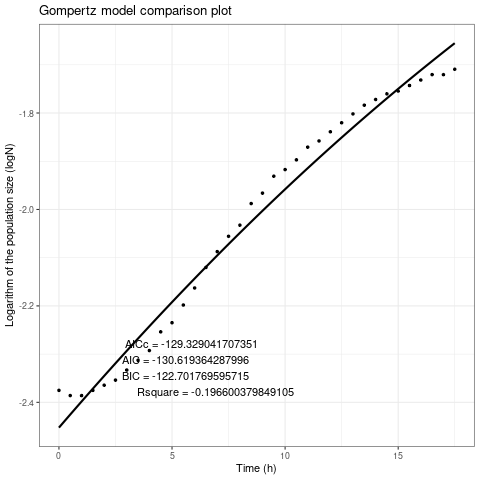 Gompertz model comparison plot
Logarithm of the population size (logN)
-1.8
-2.0
-2.2
-2.4
AICc = -129.329041707351
AIC = -130.619364287996
BIC = -122.701769595715
Rsquare = -0.196600379849105
0
5
10
15
Time (h)